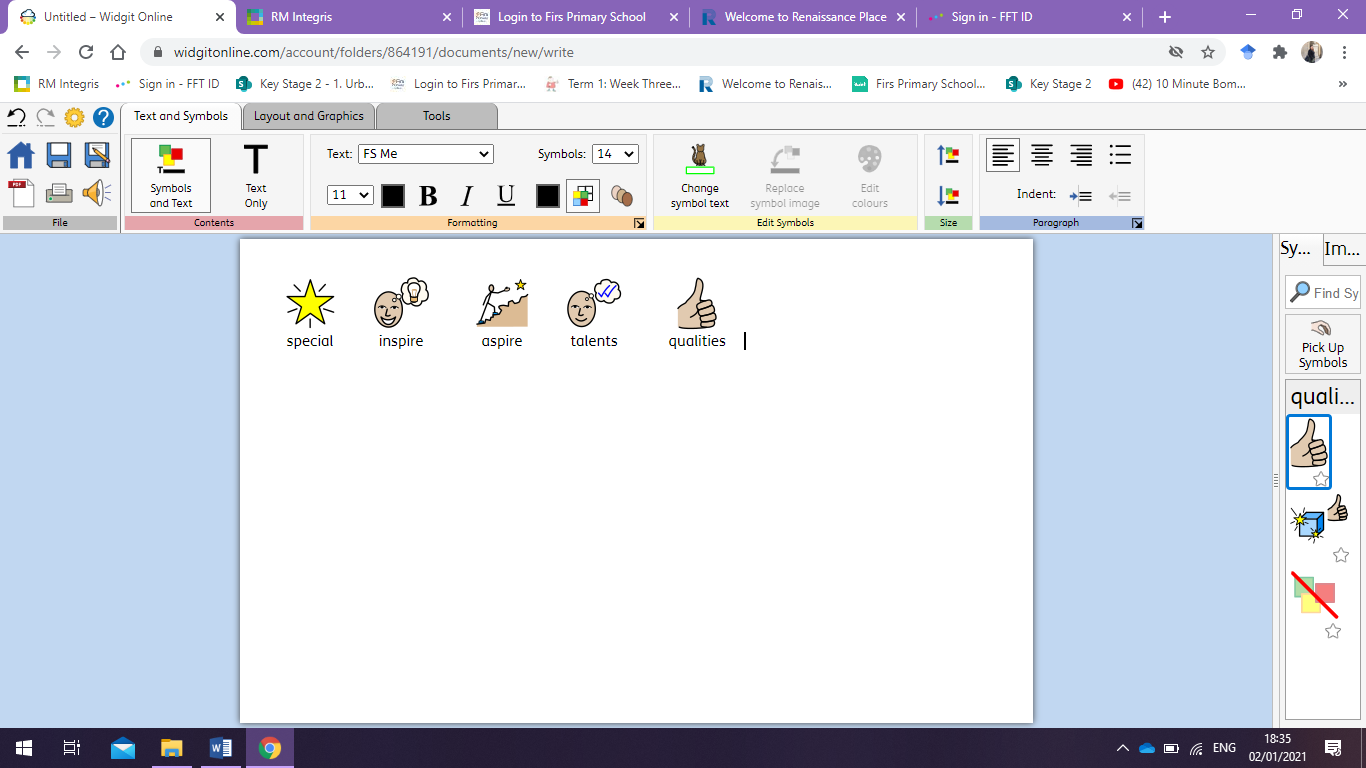 Untitled – Widgit Online
RM Integris
Login to Firs Primary School
Welcome to Renaissance Place
Sign in - FFT ID
widgitonline.com/account/folders/864191/documents/new/write
RM Integris
Sign in - FFT ID
Key Stage 2 - 1. Urb...
Login to Firs Primar...
Term 1: Week Three...
Welcome to Renais...
Firs Primary School...
Key Stage 2
(42) 10 Minute Bom...
»
Text and Symbols
Layout and Graphics
Tools
Symbols and Text
Text Only
Text: FS Me
Symbols: 14
11
B I U
Change symbol text
Replace symbol image
Edit colours
Indent:
PDF
File
Contents
Formatting
Edit Symbols
Size
Paragraph
Sy...
Im...
Find Sy
Pick Up Symbols
quali...
special inspire aspire talents qualities
ENG
18:35
02/01/2021